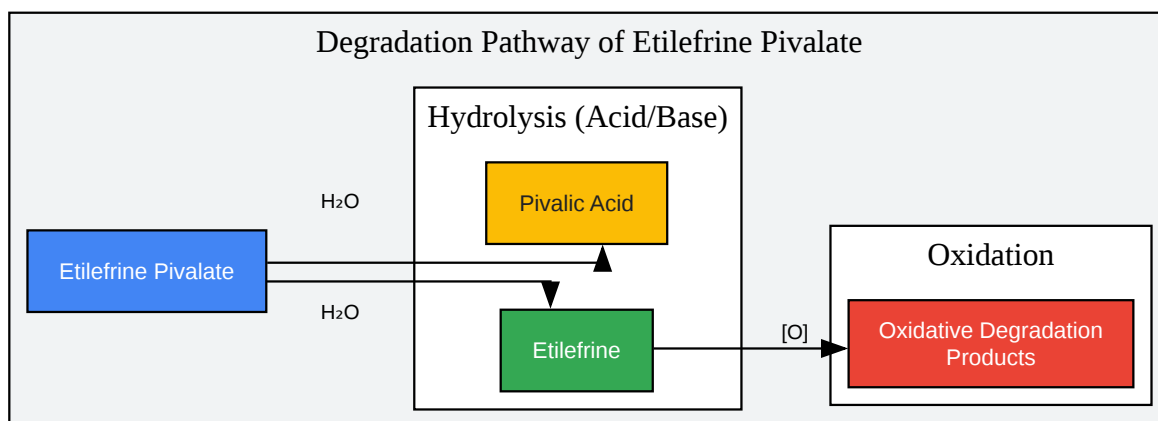 Degradation Pathway of Etilefrine Pivalate
Hydrolysis (Acid/Base)
H₂O
Pivalic Acid
Etilefrine Pivalate
H₂O
Etilefrine
[O]
Oxidation
Oxidative Degradation
Products